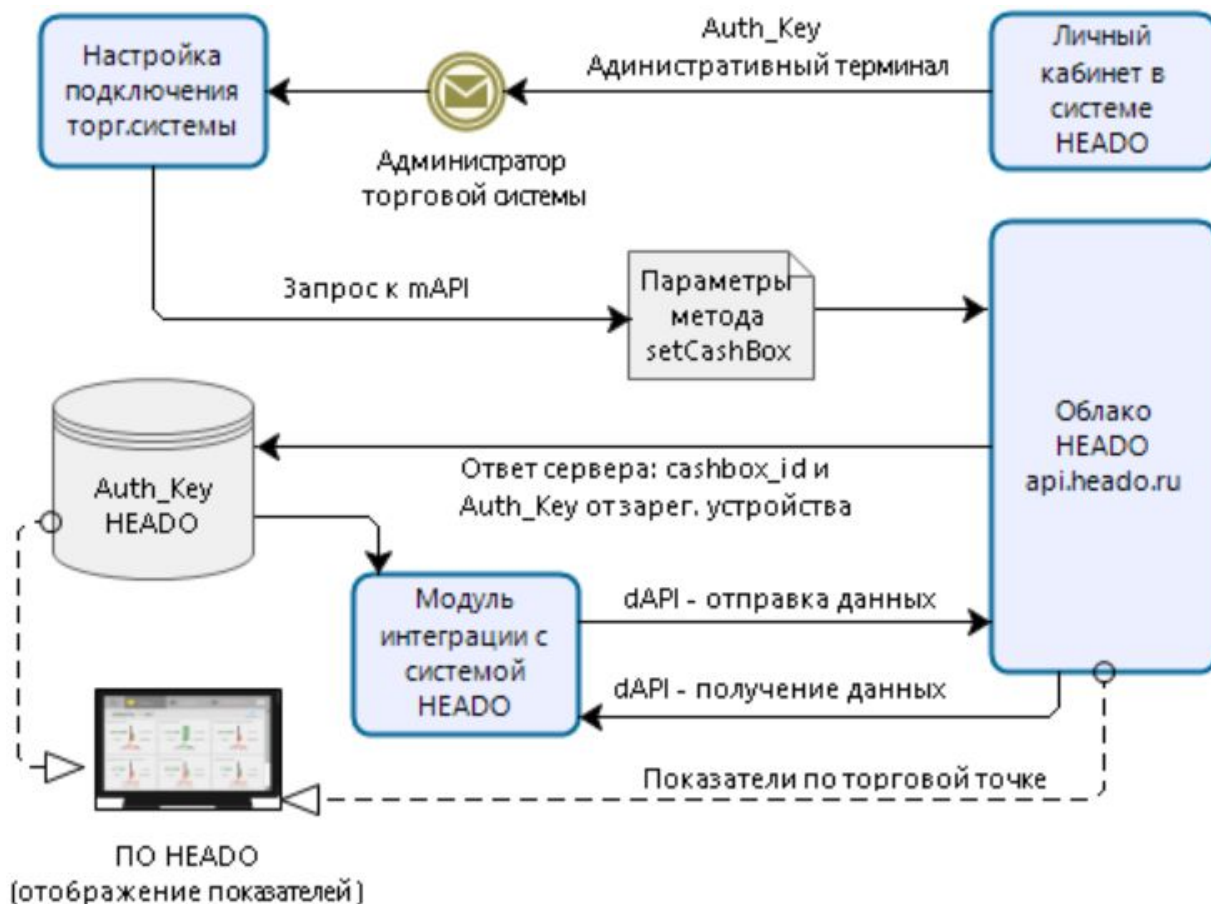 Настройка
подключения
торг.системы
Auth_Key
Адинистративный терминал
Администратор
торговой системы
Личный
кабинет в
системе
HEADO
Запрос к mAPI
Параметры
метода
setCashBox
Облако
HEADO
api.heado.ru
Ответ сервера: cashbox_id и
Auth_Key от зарег. устройства
Auth_Key
HEADO
Модуль
интеграции с
системой
HEADO
dAPI - отправка данных
dAPI - получение данных
Показатели по торговой точке
ПО HEADO
(отображение показателей)